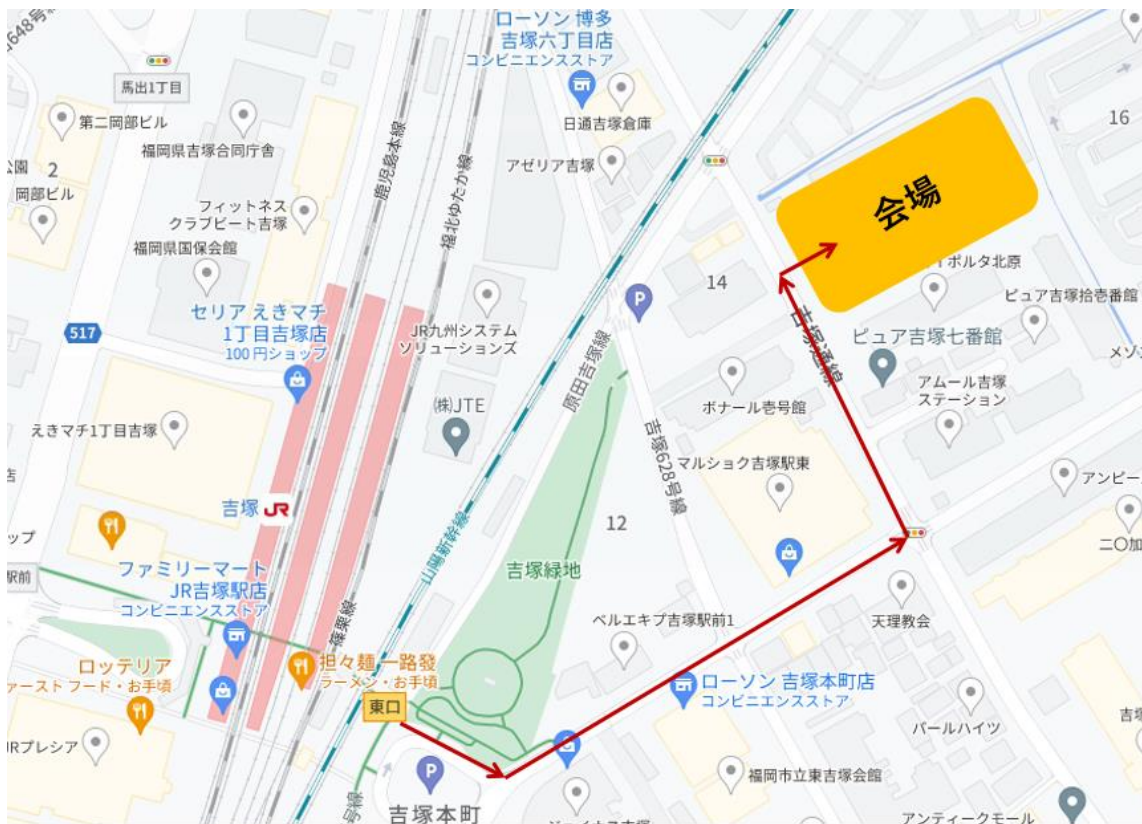 648号
馬出1丁目
第二岡部ビル
公園
2
岡部ビル
福岡県吉塚合同庁舎
フィットネス
クラブビート吉塚
福岡県国保会館
鹿児島本線
福北ゆたか線
ローソン 博多
吉塚六丁目店
コンビニエンスストア
日通吉塚倉庫
アゼリア吉塚
16
会場
14
イポルタ北原
ピュア吉塚拾壱番館
セリア えきマチ
1丁目吉塚店
100 円ショップ
517
JR九州システム
ソリューションズ
原田吉塚線
吉塚通線
ピュア吉塚七番館
メゾ
アムール吉塚
ステーション
ボナール壱号館
(株)JTE
えきマチ1丁目吉塚
店
吉塚628号線
マルショク吉塚駅東
アンピー
吉塚 JR
12
二〇加
ップ
山陽新幹線
駅前
ファミリーマート
JR吉塚駅店
コンビニエンスストア
吉塚緑地
篠栗線
ベルエキプ吉塚駅前1
天理教会
ロッテリア
ァースト フード・お手頃
担々麺 一路發
ラーメン・お手頃
東口
ローソン 吉塚本町店
コンビニエンスストア
パールハイツ
吉塚
JRプレシア
号線
吉塚本町
福岡市立東吉塚会館
アンティークモール